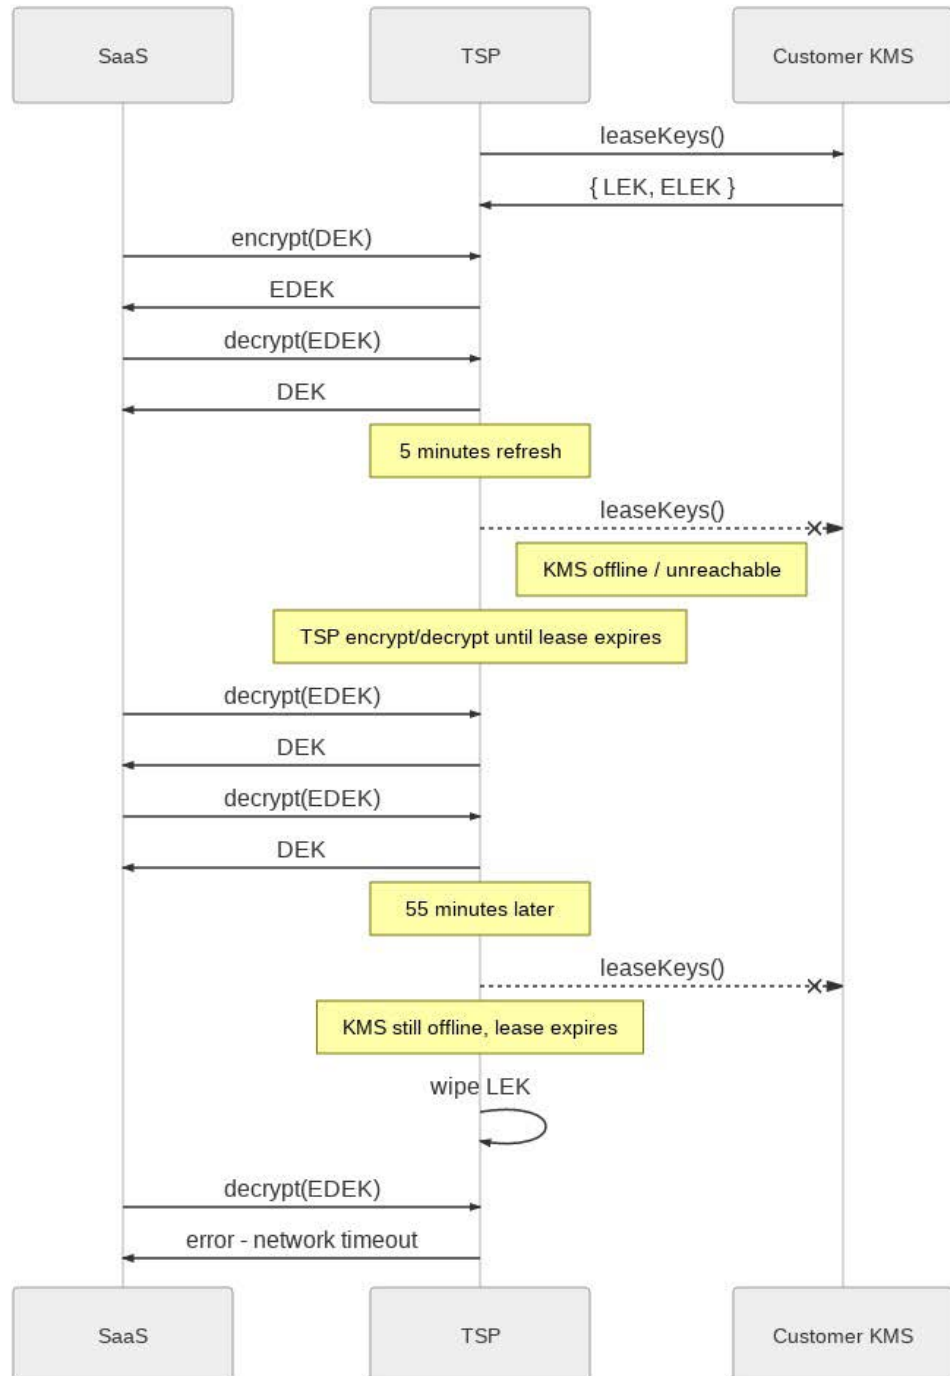 SaaS
TSP
Customer KMS
leaseKeys()
{ LEK, ELEK }
encrypt(DEK)
EDEK
decrypt(EDEK)
DEK
5 minutes refresh
leaseKeys()
KMS offline / unreachable
TSP encrypt/decrypt until lease expires
decrypt(EDEK)
DEK
decrypt(EDEK)
DEK
55 minutes later
leaseKeys()
KMS still offline, lease expires
wipe LEK
decrypt(EDEK)
error - network timeout
SaaS
TSP
Customer KMS